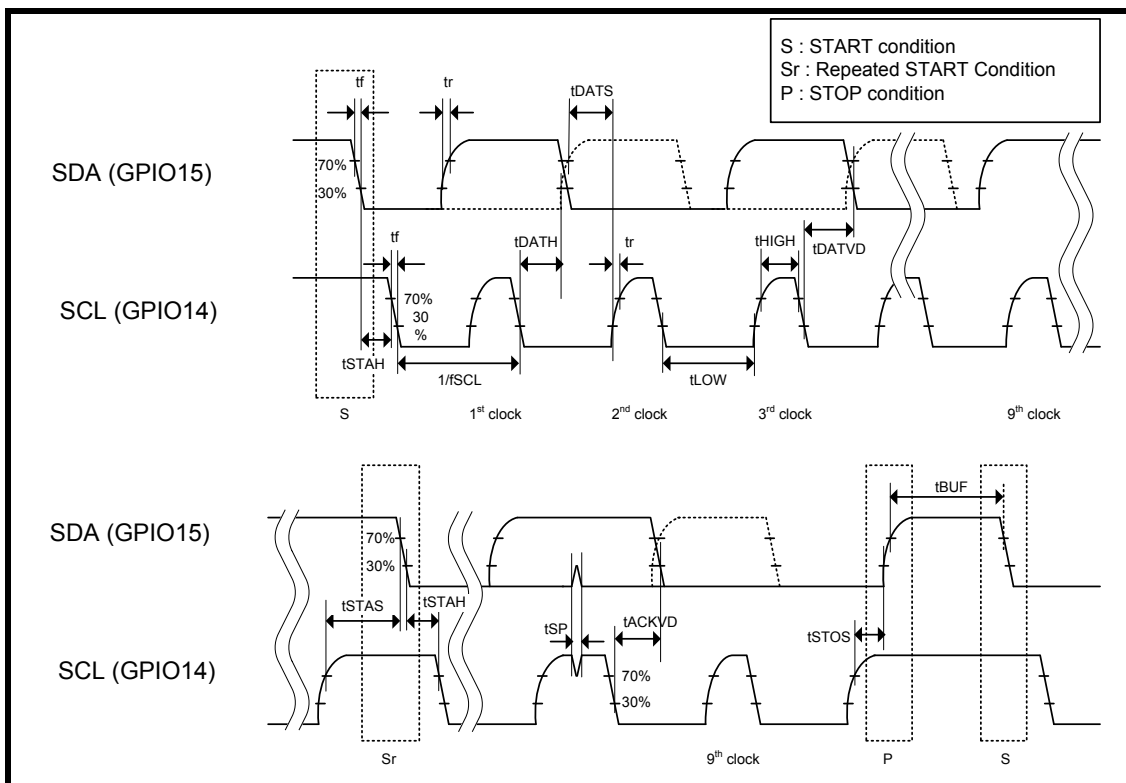 S : START condition
Sr : Repeated START Condition
P : STOP condition
tf
tr
tDATS
SDA (GPIO15)
70%
30%
tf
tDATH
tr
tHIGH
tDATVD
SCL (GPIO14)
70%
30
%
tSTAH
1/fSCL
tLOW
S
1st clock
2nd clock
3rd clock
9th clock
tBUF
SDA (GPIO15)
70%
30%
tSTAS
tSTAH
tSP
tACKVD
tSTOS
SCL (GPIO14)
70%
30%
Sr
9th clock
P
S